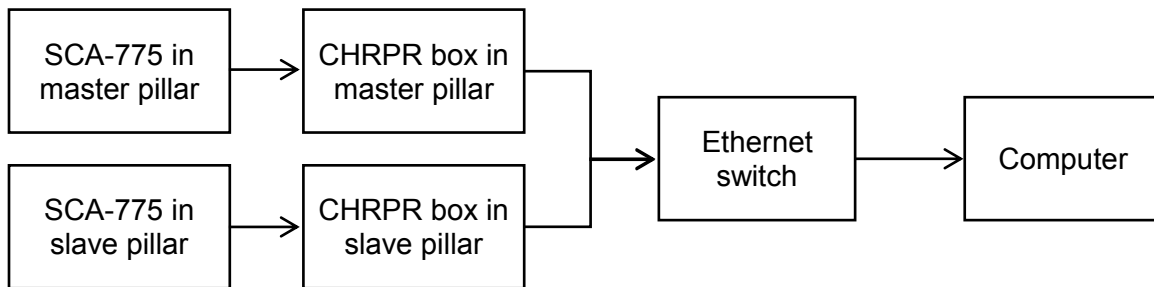 SCA-775 in
master pillar
CHRPR box in
master pillar
SCA-775 in
slave pillar
CHRPR box in
slave pillar
Ethernet
switch
Computer